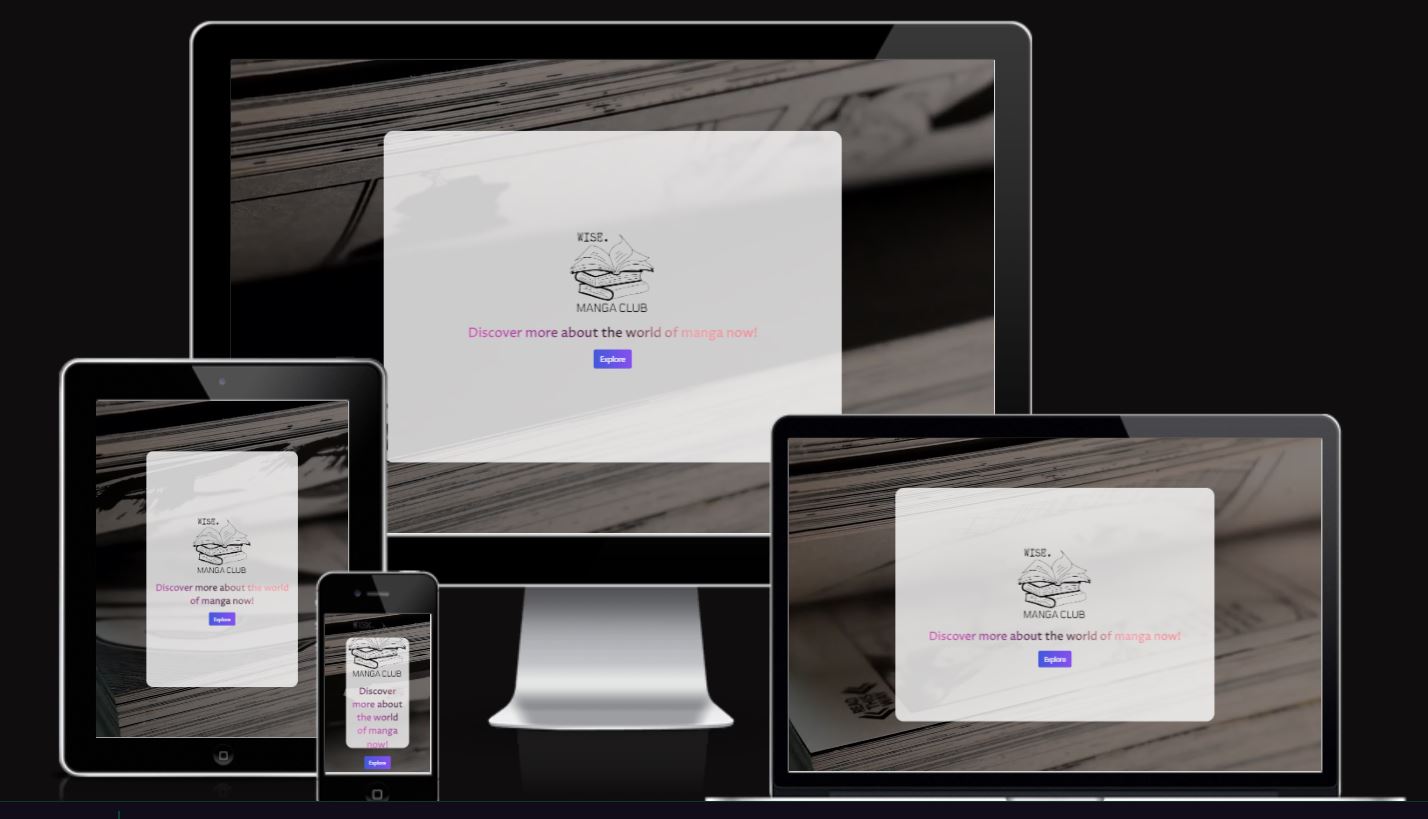 WISE.
MANGA CLUB
Discover more about the world of manga now!
Explore
WISE.
MANGA CLUB
Discover more about the world
of manga now!
Explore
WISE.
MANGA CLUB
Discover
more about
the world
of manga
now!
Explore
WISE.
MANGA CLUB
Discover more about the world of manga now!
Explore